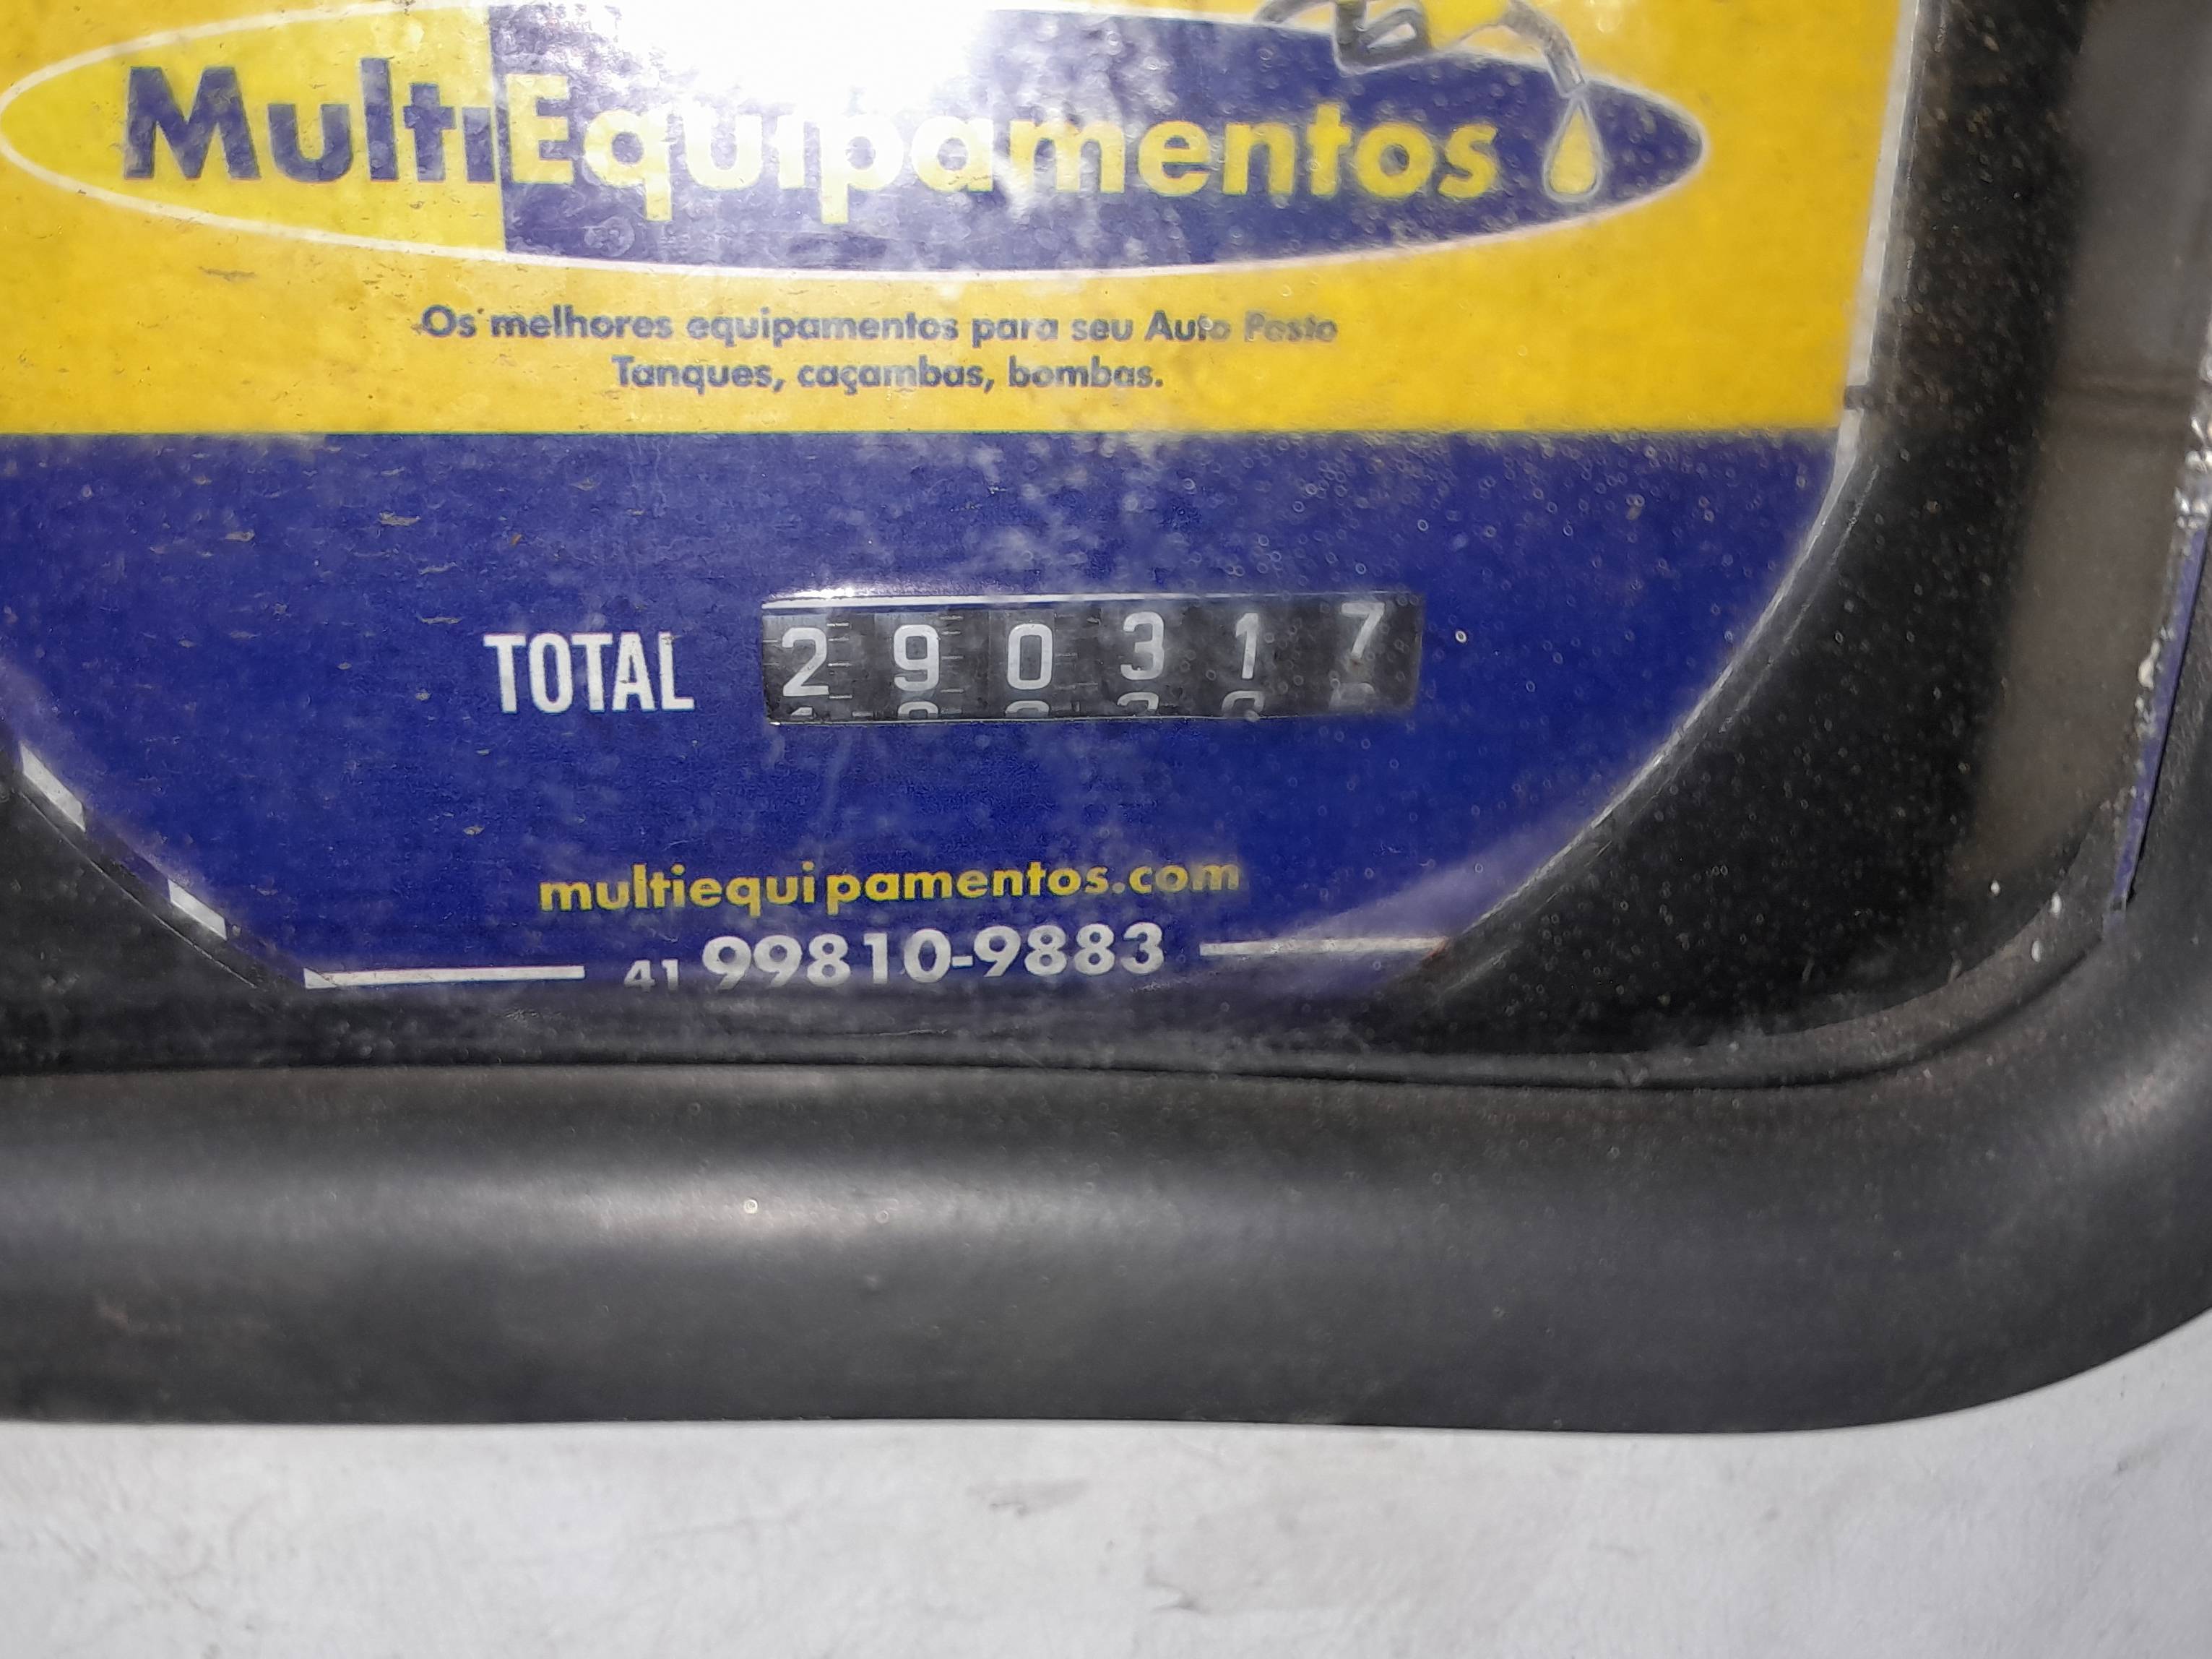 MultiEquipamentos
Os melhores equipamentos para seu Auto Posto
Tanques, caçambas, bombas.
TOTAL 290317
multiequipamentos.com
41 99810-9883